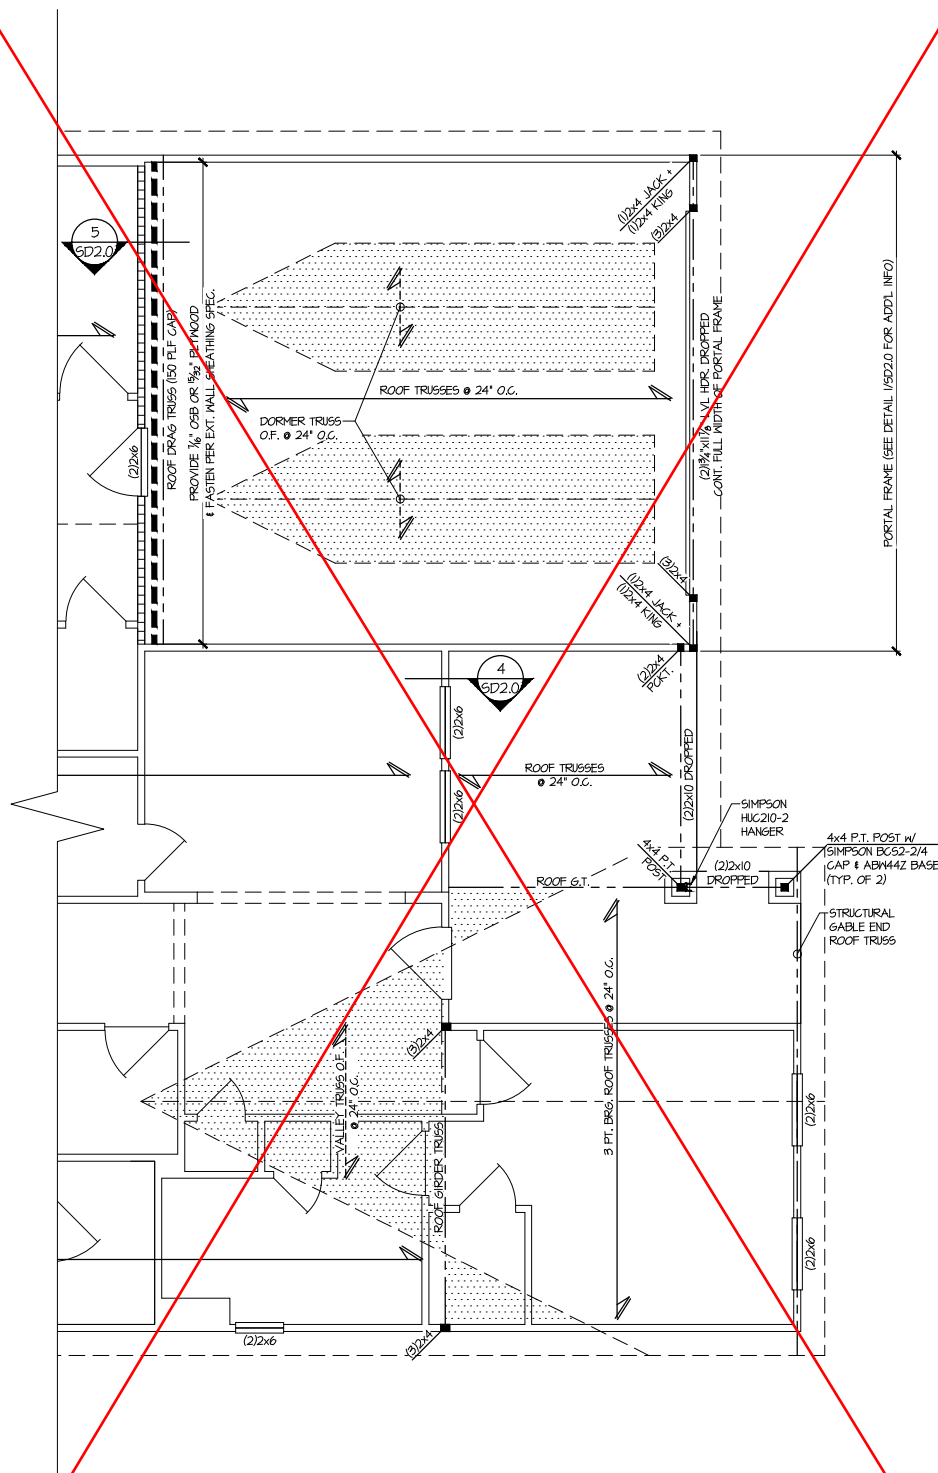 (1)2x4 JACK +
(1)2x4 KING
(3)2x4
5
SD2.0
ROOF DRAG TRUSS (150 PLF CAP)
PROVIDE 7/16" OSB OR 15/32" PLYWOOD
& FASTEN PER EXT. WALL SHEATHING SPEC.
ROOF TRUSSES @ 24" O.C.
DORMER TRUSS
O.F. @ 24" O.C.
(2)1¾"x11⅞" LVL HDR. DROPPED
CONT. FULL WIDTH OF PORTAL FRAME
PORTAL FRAME (SEE DETAIL 1/SD2.0 FOR ADD'L INFO)
(2)2x6
(3)2x4
(1)2x4 JACK +
(1)2x4 KING
4
SD2.0
(2)2x4
PCKT.
(2)2x6
ROOF TRUSSES
@ 24" O.C.
(2)2x10 DROPPED
(2)2x6
SIMPSON
HUC210-2
HANGER
4x4 P.T.
POST
(2)2x10
DROPPED
4x4 P.T. POST W/
SIMPSON BCS2-2/4
CAP & ABW44Z BASE
(TYP. OF 2)
ROOF G.T.
STRUCTURAL
GABLE END
ROOF TRUSS
3 PT. BRG. ROOF TRUSSES @ 24" O.C.
(3)2x4
VALLEY TRUSS O.F.
@ 24" O.C.
ROOF GIRDER TRUSS
(2)2x6
(2)2x6
(2)2x6
(3)2x4